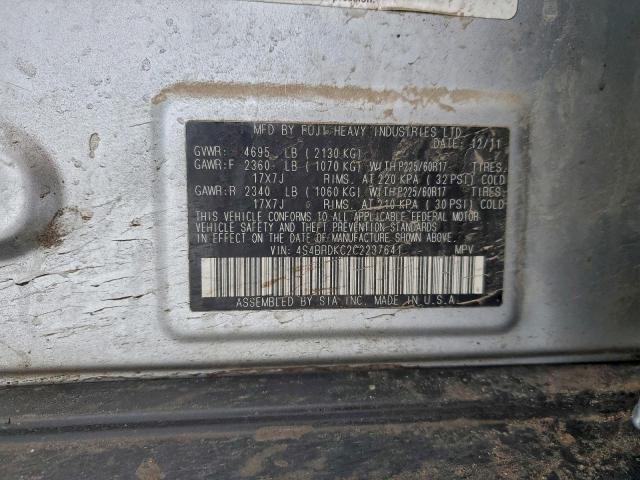 MFD BY FUJI HEAVY INDUSTRIES LTD.
DATE: 12/11
GVWR: 4695 LB (2130 KG)
GAWR:F 2360 LB (1070 KG) WITH P225/60R17 TIRES,
17X7J RIMS, AT 220 KPA (32 PSI) COLD
GAWR:R 2340 LB (1060 KG) WITH P225/60R17 TIRES,
17X7J RIMS, AT 210 KPA (30 PSI) COLD
THIS VEHICLE CONFORMS TO ALL APPLICABLE FEDERAL MOTOR
VEHICLE SAFETY AND THEFT PREVENTION STANDARDS IN
EFFECT ON THE DATE OF MANUFACTURE SHOWN ABOVE.
VIN: 4S4BRDKC2C2237641 MPV
ASSEMBLED BY SIA INC. MADE IN U.S.A.